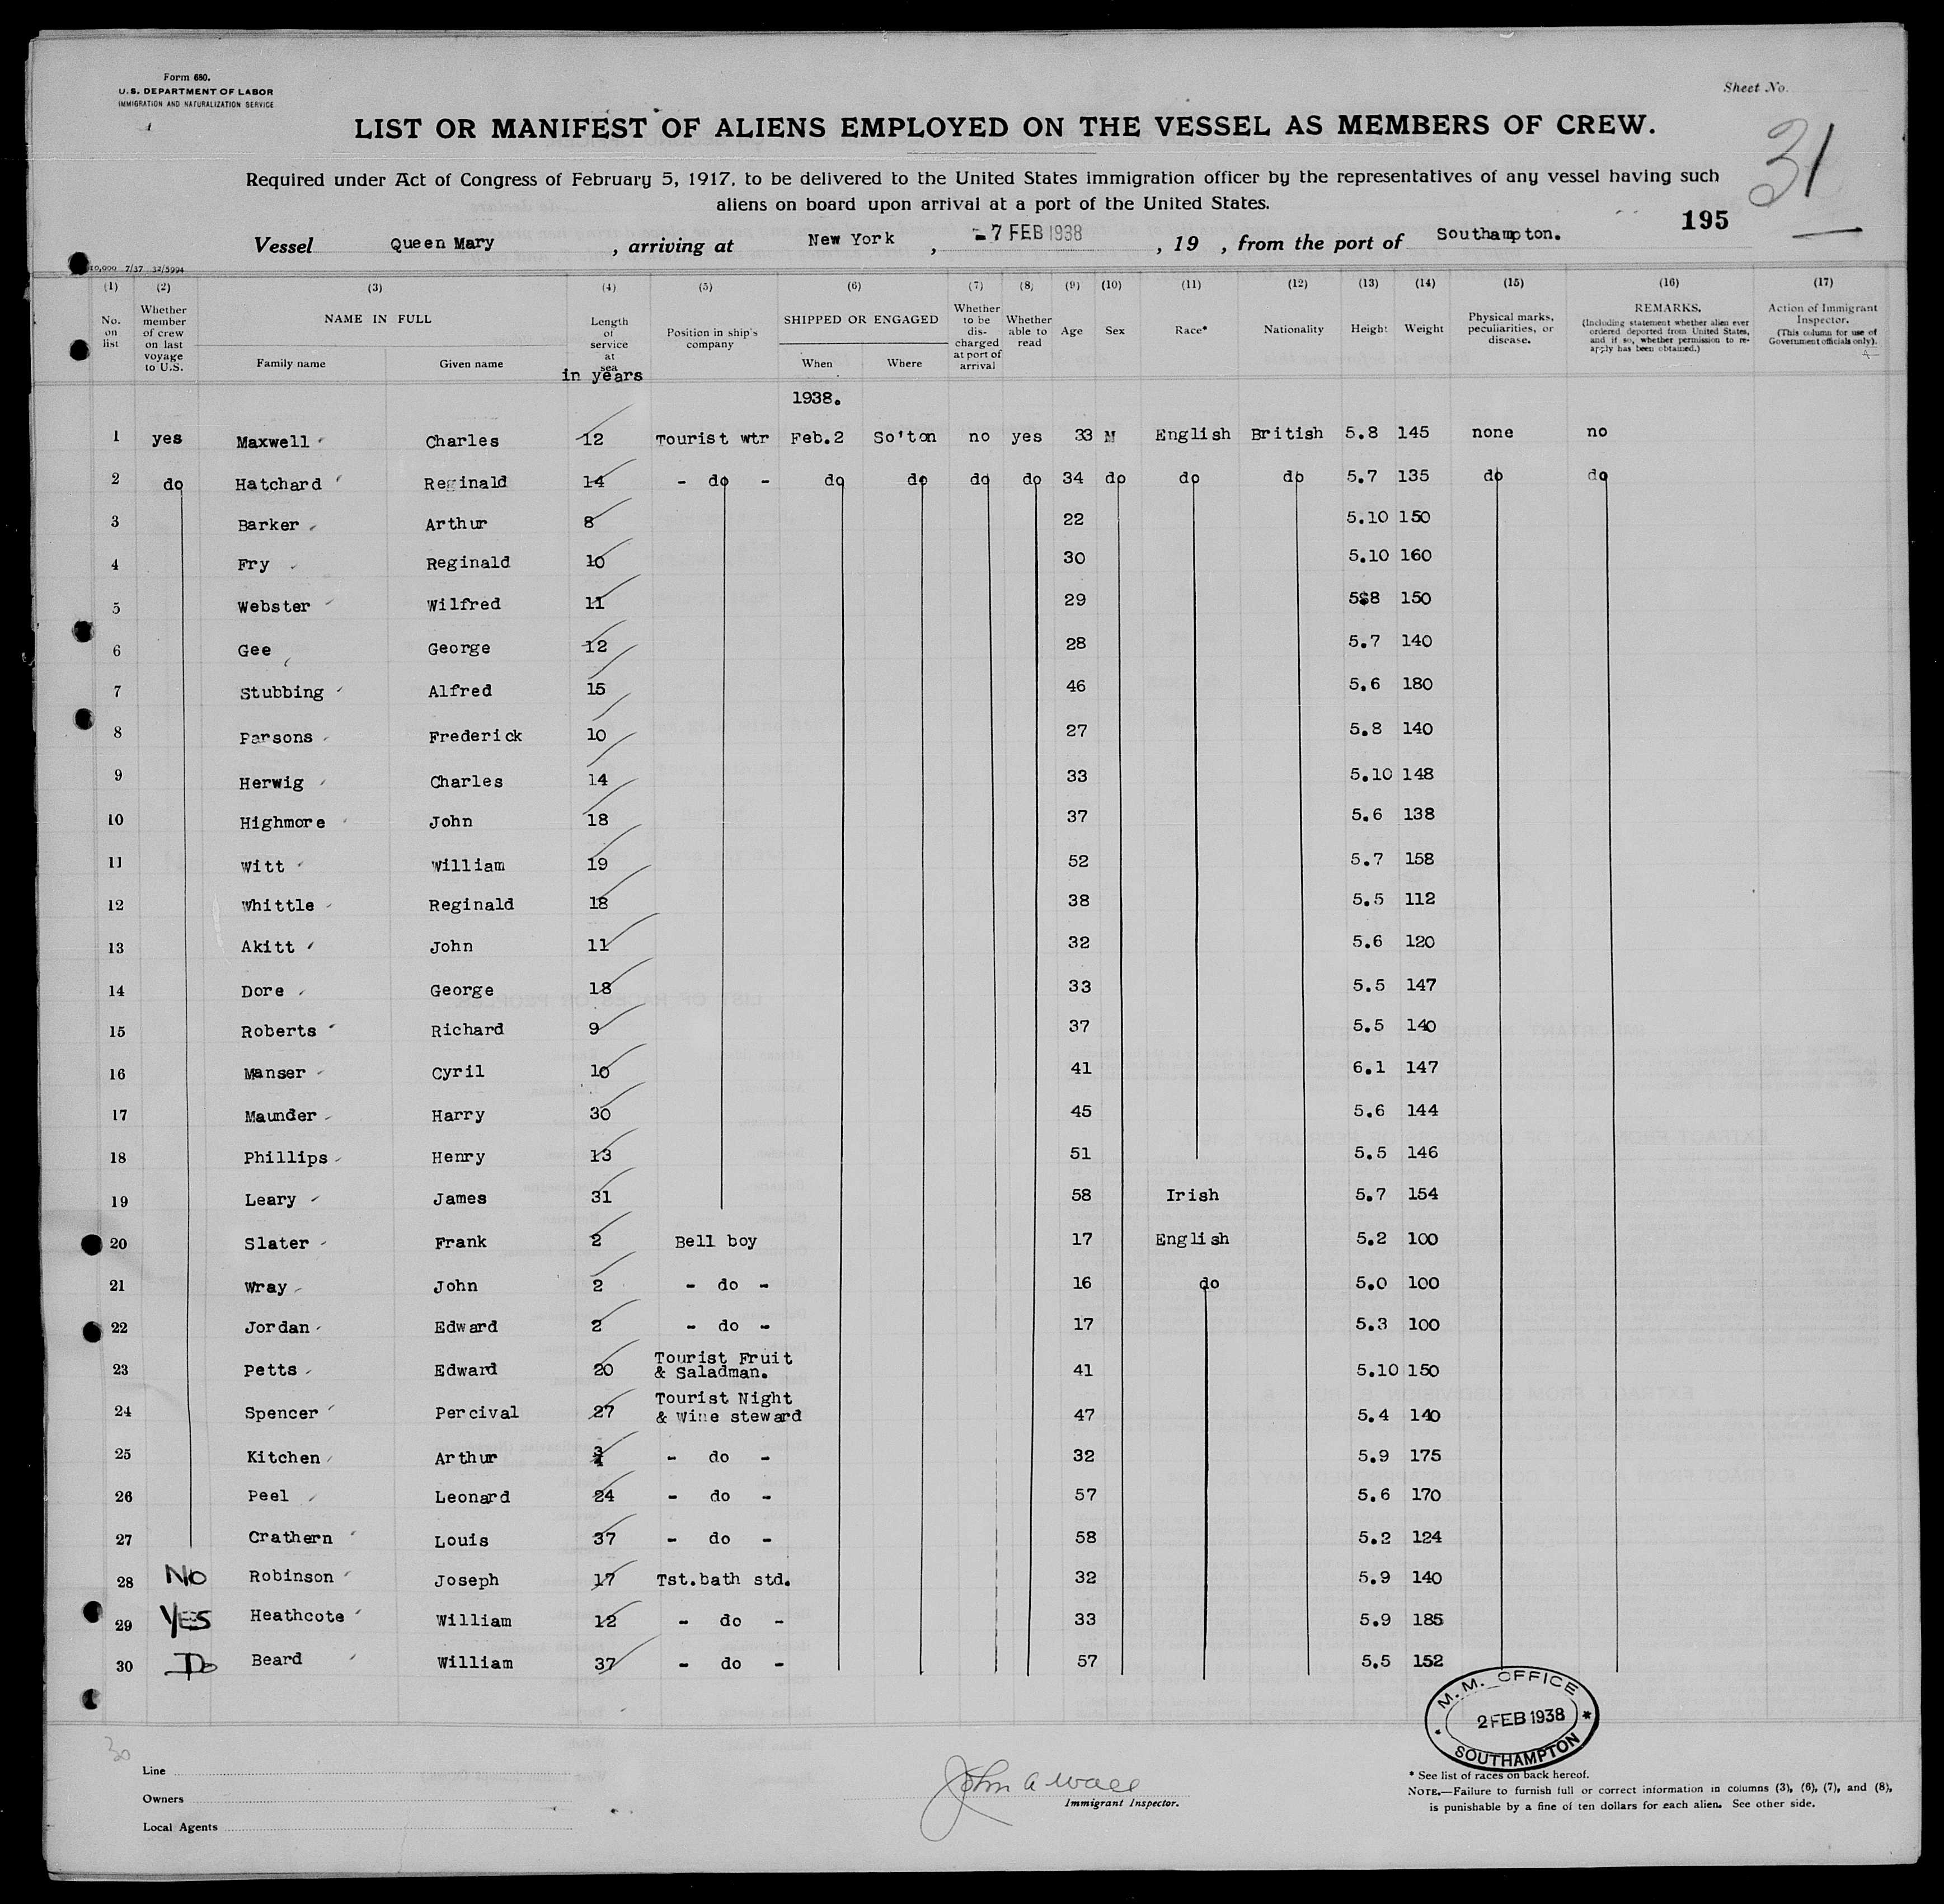 Form 680.
U.S. DEPARTMENT OF LABOR
IMMIGRATION AND NATURALIZATION SERVICE
Sheet No.
LIST OR MANIFEST OF ALIENS EMPLOYED ON THE VESSEL AS MEMBERS OF CREW.
31
Required under Act of Congress of February 5, 1917, to be delivered to the United States immigration officer by the representatives of any vessel having such
aliens on board upon arrival at a port of the United States.
195
Vessel Queen Mary , arriving at New York , - 7 FEB 1938 , 19 , from the port of Southampton.
10,000 7/37 32/5994
(1) (2) (3) (4) (5) (6) (7) (8) (9) (10) (11) (12) (13) (14) (15) (16) (17)
No. on list
Whether member of crew on last voyage to U.S.
NAME IN FULL
Family name Given name
Length of service at sea
in years
Position in ship's company
SHIPPED OR ENGAGED
When Where
Whether to be discharged at port of arrival
Whether able to read
Age
Sex
Race*
Nationality
Height
Weight
Physical marks, peculiarities, or disease.
REMARKS.
(Including statement whether alien ever ordered deported from United States, and if so, whether permission to reapply has been obtained.)
Action of Immigrant Inspector.
(This column for use of Government officials only).
1938.
1 yes Maxwell Charles 12 Tourist wtr Feb.2 So'ton no yes 33 M English British 5.8 145 none no
2 do Hatchard Reginald 14 - do - do do do do 34 do do do 5.7 135 do do
3 Barker Arthur 8 22 5.10 150
4 Fry Reginald 10 30 5.10 160
5 Webster Wilfred 11 29 5.8 150
6 Gee George 12 28 5.7 140
7 Stubbing Alfred 15 46 5.6 180
8 Parsons Frederick 10 27 5.8 140
9 Herwig Charles 14 33 5.10 148
10 Highmore John 18 37 5.6 138
11 Witt William 19 52 5.7 158
12 Whittle Reginald 18 38 5.5 112
13 Akitt John 11 32 5.6 120
14 Dore George 18 33 5.5 147
15 Roberts Richard 9 37 5.5 140
16 Manser Cyril 10 41 6.1 147
17 Maunder Harry 30 45 5.6 144
18 Phillips Henry 13 51 5.5 146
19 Leary James 31 58 Irish 5.7 154
20 Slater Frank 2 Bell boy 17 English 5.2 100
21 Wray John 2 - do - 16 do 5.0 100
22 Jordan Edward 2 - do - 17 5.3 100
23 Petts Edward 20 Tourist Fruit & Saladman. 41 5.10 150
24 Spencer Percival 27 Tourist Night & Wine steward 47 5.4 140
25 Kitchen Arthur 3/4 - do - 32 5.9 175
26 Peel Leonard 24 - do - 57 5.6 170
27 Crathern Louis 37 - do - 58 5.2 124
28 No Robinson Joseph 17 Tst.bath std. 32 5.9 140
29 YES Heathcote William 12 - do - 33 5.9 185
30 Do Beard William 37 - do - 57 5.5 152
M.M. OFFICE
2 FEB 1938
SOUTHAMPTON
30
Line
Owners
Local Agents
John A Wall
Immigrant Inspector.
* See list of races on back hereof.
NOTE.—Failure to furnish full or correct information in columns (3), (6), (7), and (8),
is punishable by a fine of ten dollars for each alien. See other side.